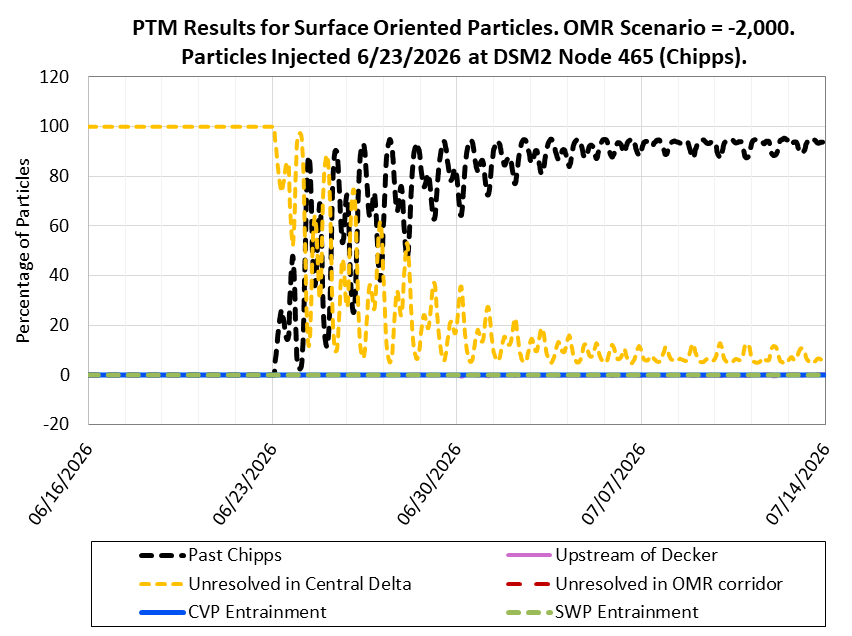 PTM Results for Surface Oriented Particles. OMR Scenario = -2,000.
Particles Injected 6/23/2026 at DSM2 Node 465 (Chipps).
120
100
80
60
40
20
0
-20
Percentage of Particles
06/16/2026
06/23/2026
06/30/2026
07/07/2026
07/14/2026
Past Chipps
Upstream of Decker
Unresolved in Central Delta
Unresolved in OMR corridor
CVP Entrainment
SWP Entrainment